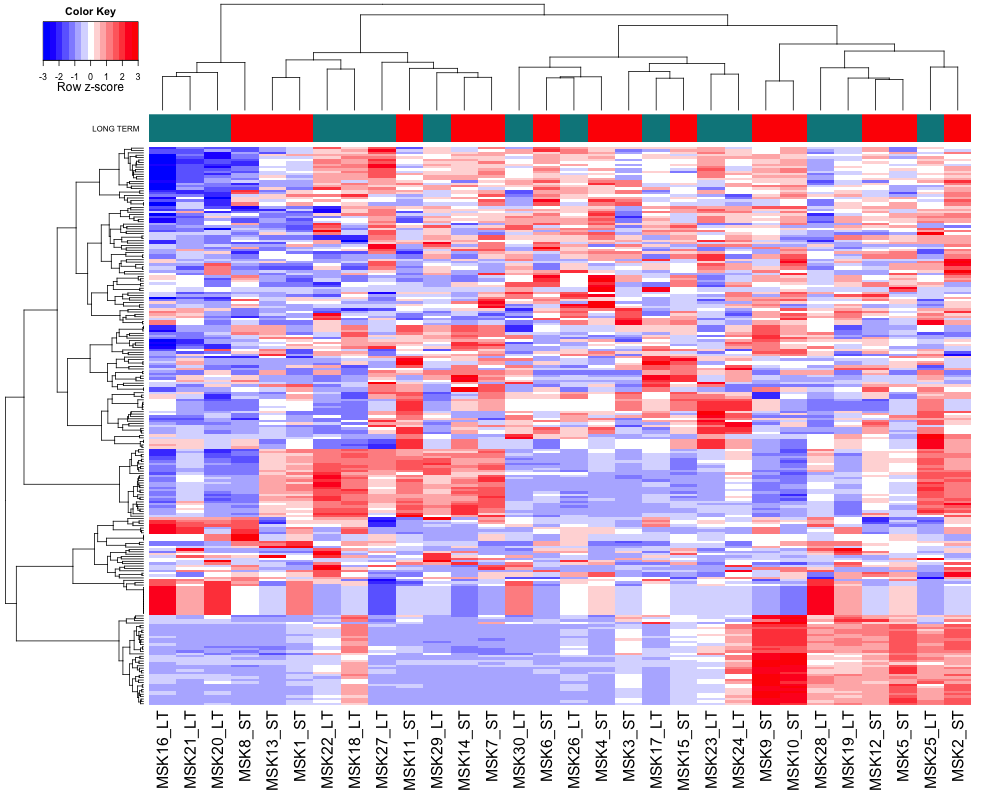 Color Key
-3 -2 -1 0 1 2 3
Row z-score
LONG TERM
MSK16_LT
MSK21_LT
MSK20_LT
MSK8_ST
MSK13_ST
MSK1_ST
MSK22_LT
MSK18_LT
MSK27_LT
MSK11_ST
MSK29_LT
MSK14_ST
MSK7_ST
MSK30_LT
MSK6_ST
MSK26_LT
MSK4_ST
MSK3_ST
MSK17_LT
MSK15_ST
MSK23_LT
MSK24_LT
MSK9_ST
MSK10_ST
MSK28_LT
MSK19_LT
MSK12_ST
MSK5_ST
MSK25_LT
MSK2_ST